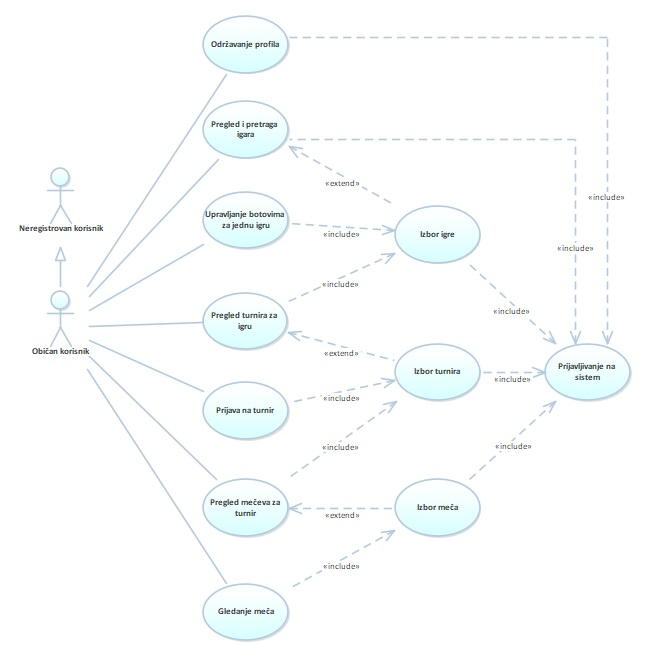 Održavanje profila
Pregled i pretraga
igara
«extend»
«include»
Neregistrovan korisnik
Upravljanje botovima
za jednu igru
«include»
Izbor igre
«include»
«include»
Pregled turnira za
igru
«include»
Običan korisnik
«extend»
Izbor turnira
«include»
Prijavljivanje na
sistem
Prijava na turnir
«include»
«include»
«include»
Pregled mečeva za
turnir
«extend»
Izbor meča
«include»
Gledanje meča